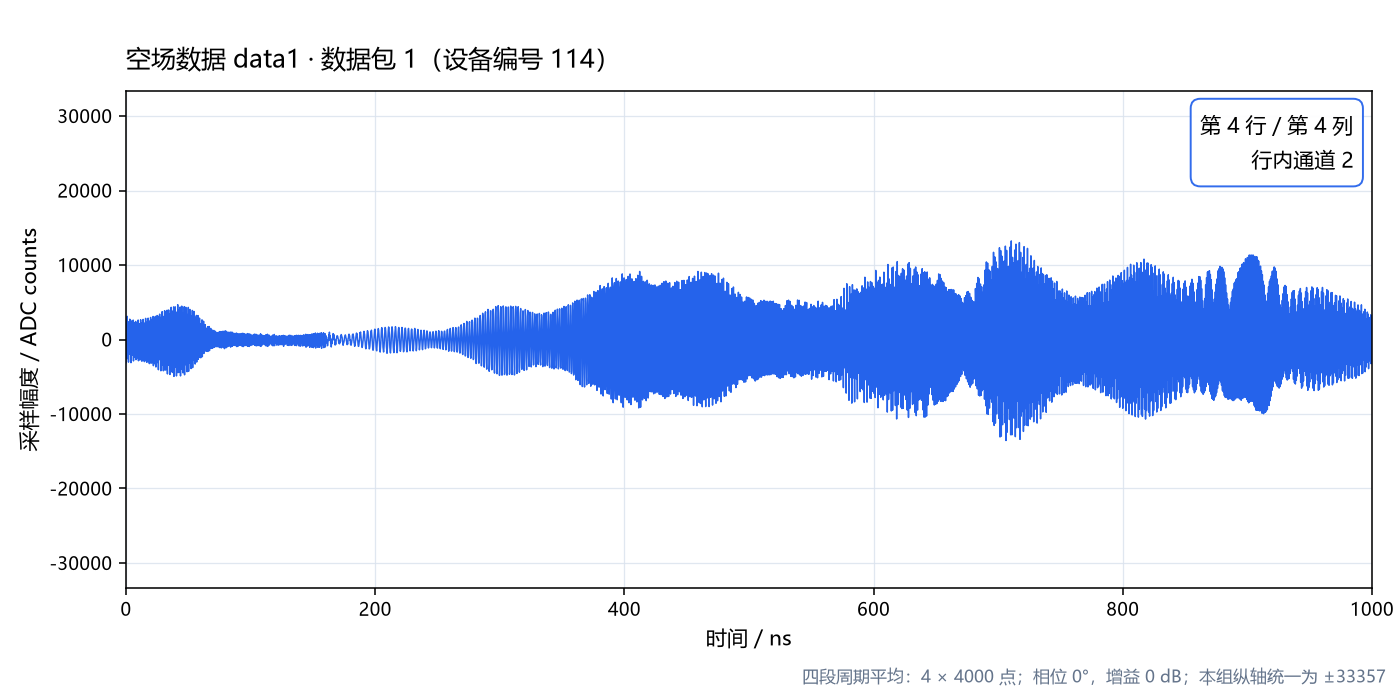 空场数据 data1 · 数据包 1（设备编号 114）
第 4 行 / 第 4 列
行内通道 2
采样幅度 / ADC counts
30000
20000
10000
0
-10000
-20000
-30000
0
200
400
600
800
1000
时间 / ns
四段周期平均：4 × 4000 点；相位 0°，增益 0 dB；本组纵轴统一为 ±33357